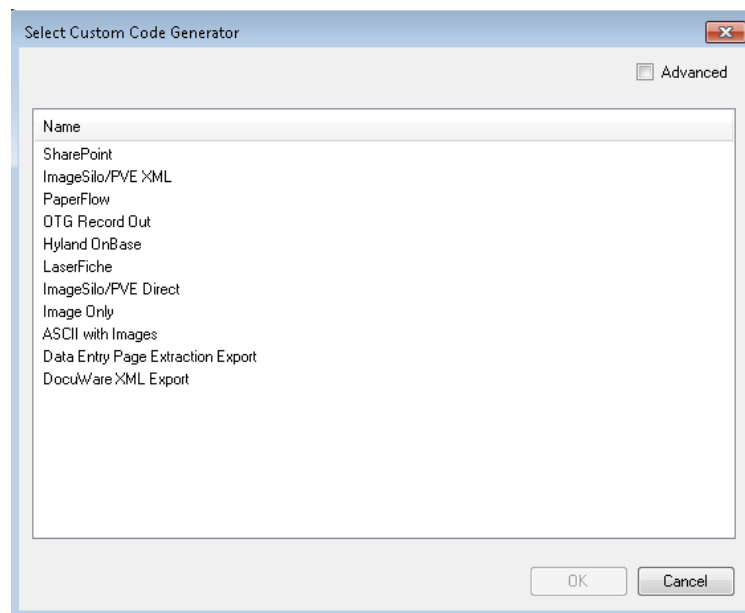 Select Custom Code Generator
Advanced
Name
SharePoint
ImageSilo/PVE XML
PaperFlow
OTG Record Out
Hyland OnBase
LaserFiche
ImageSilo/PVE Direct
Image Only
ASCII with Images
Data Entry Page Extraction Export
DocuWare XML Export
OK
Cancel